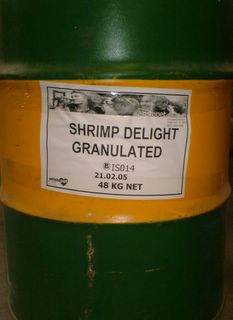 SHRIMP DELIGHT
GRANULATED
B IS014
21.02.05
48 KG NET